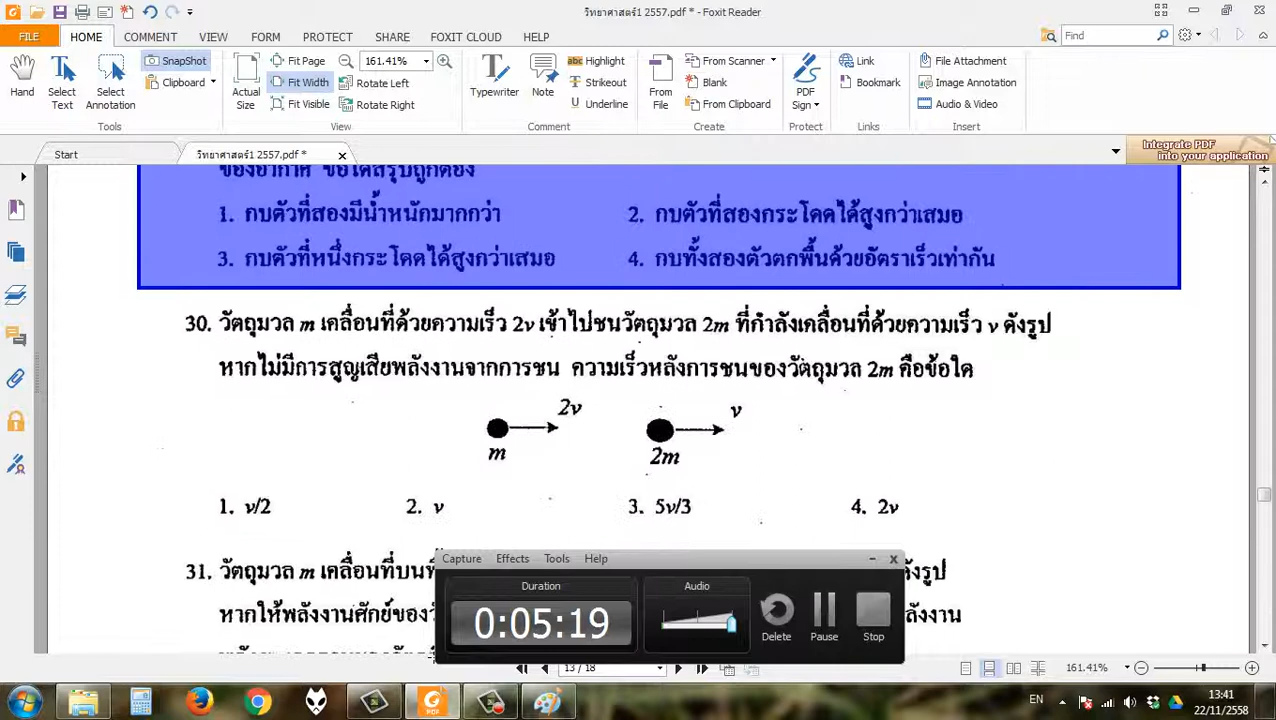 วิทยาศาสตร์1 2557.pdf * - Foxit Reader
FILE HOME COMMENT VIEW FORM PROTECT SHARE FOXIT CLOUD HELP
Find
SnapShot
Clipboard
Hand
Select Text
Select Annotation
Tools
Actual Size
Fit Page
Fit Width
Fit Visible
161.41%
Rotate Left
Rotate Right
View
Typewriter
Note
Highlight
Strikeout
Underline
Comment
From File
From Scanner
Blank
From Clipboard
Create
PDF Sign
Protect
Link
Bookmark
Links
File Attachment
Image Annotation
Audio & Video
Insert
Start
วิทยาศาสตร์1 2557.pdf *
Integrate PDF
into your application
ของอากาศ ข้อใดสรุปถูกต้อง
1. กบตัวที่สองมีน้ำหนักมากกว่า 2. กบตัวที่สองกระโดดได้สูงกว่าเสมอ
3. กบตัวที่หนึ่งกระโดดได้สูงกว่าเสมอ 4. กบทั้งสองตัวตกพื้นด้วยอัตราเร็วเท่ากัน
30. วัตถุมวล m เคลื่อนที่ด้วยความเร็ว 2v เข้าไปชนวัตถุมวล 2m ที่กำลังเคลื่อนที่ด้วยความเร็ว v ดังรูป
หากไม่มีการสูญเสียพลังงานจากการชน ความเร็วหลังการชนของวัตถุมวล 2m คือข้อใด
2v v
m 2m
1. v/2 2. v 3. 5v/3 4. 2v
31. วัตถุมวล m เคลื่อนที่บน ดังรูป
หากให้พลังงานศักย์ของ
Capture Effects Tools Help
Duration
0:05:19
Audio
Delete
Pause
Stop
13 / 18
161.41%
EN
13:41
22/11/2558